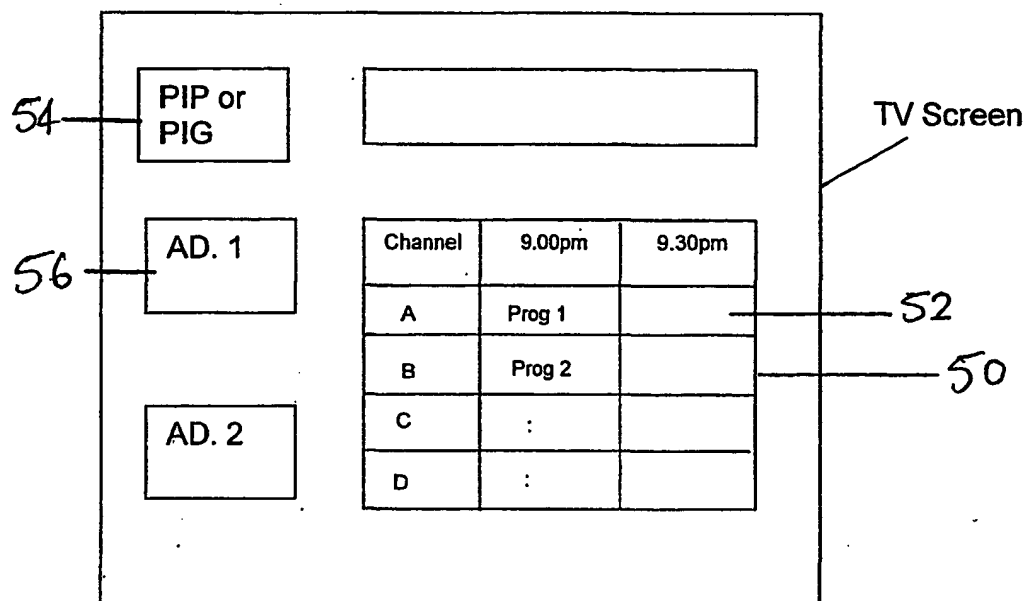 PIP or
PIG
54
TV Screen
AD. 1
56
Channel 9.00pm 9.30pm
A Prog 1
52
B Prog 2
50
C :
AD. 2
D :